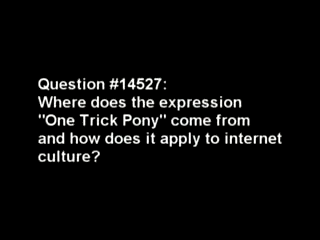 Question #14527:
Where does the expression
"One Trick Pony" come from
and how does it apply to internet
culture?